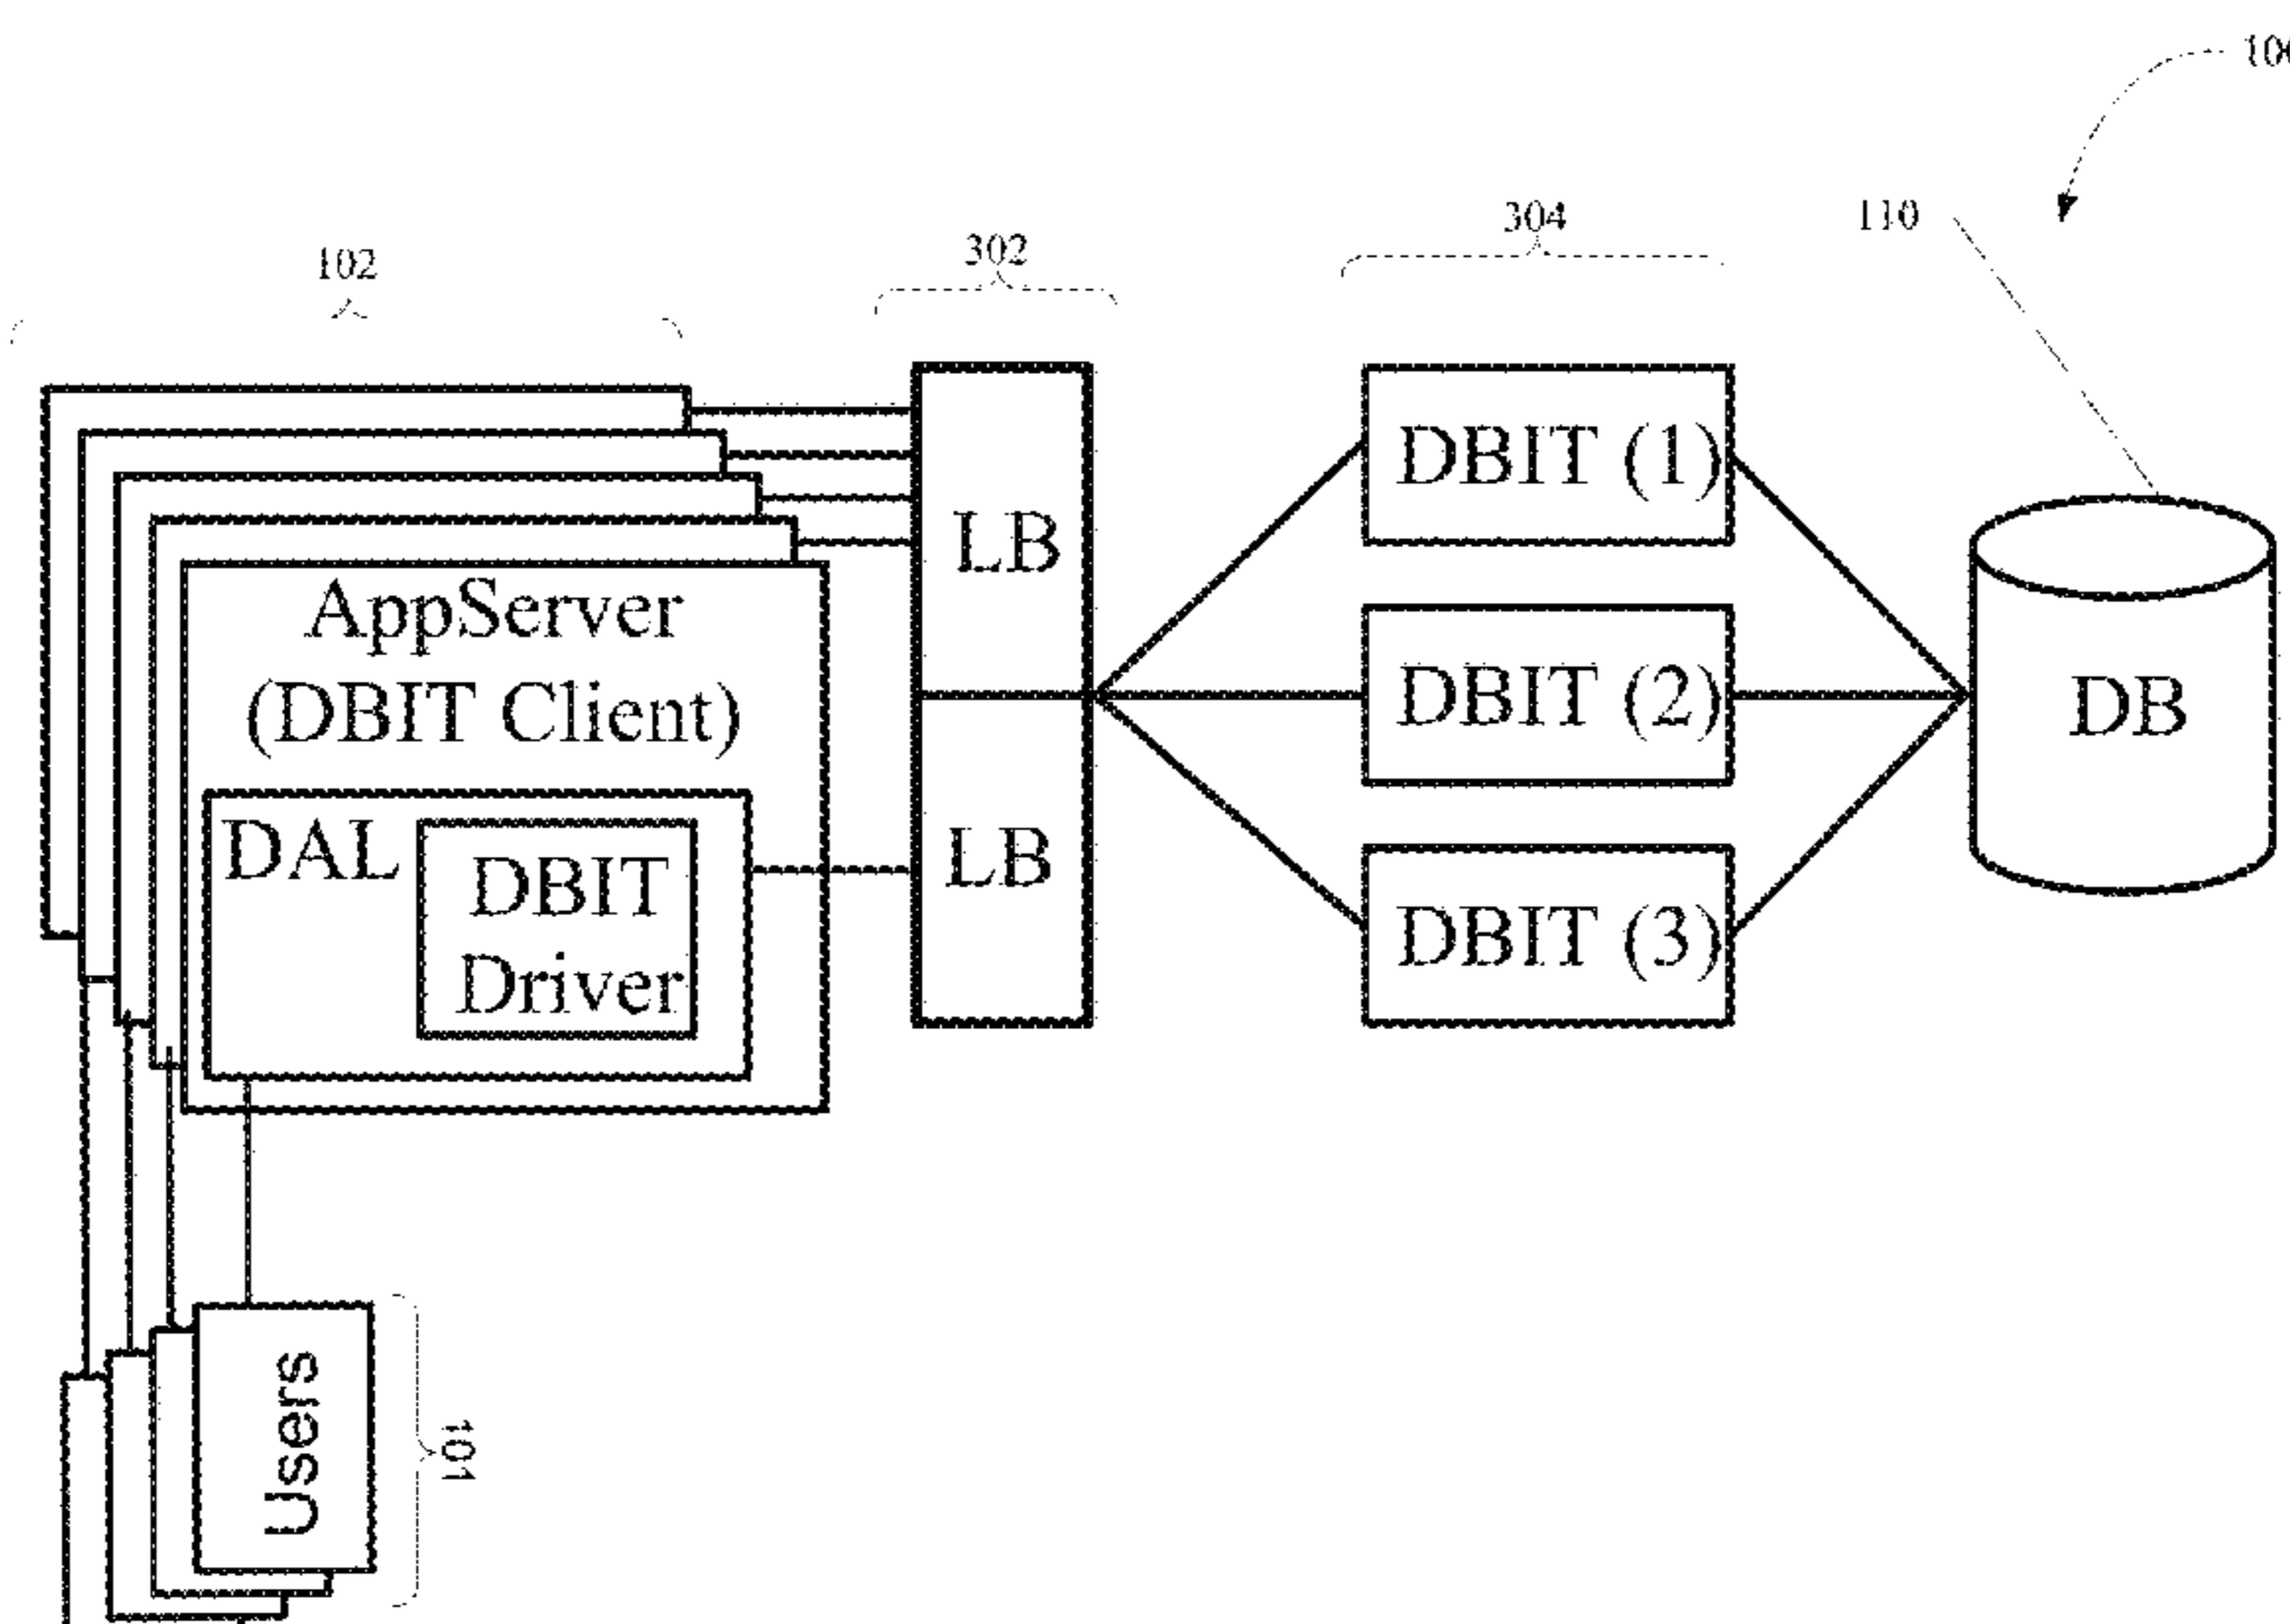 110
304
302
102
LB
DBIT (1)
AppServer
(DBIT Client)
DBIT (2)
DB
DAL
DBIT
Driver
LB
DBIT (3)
Users
101